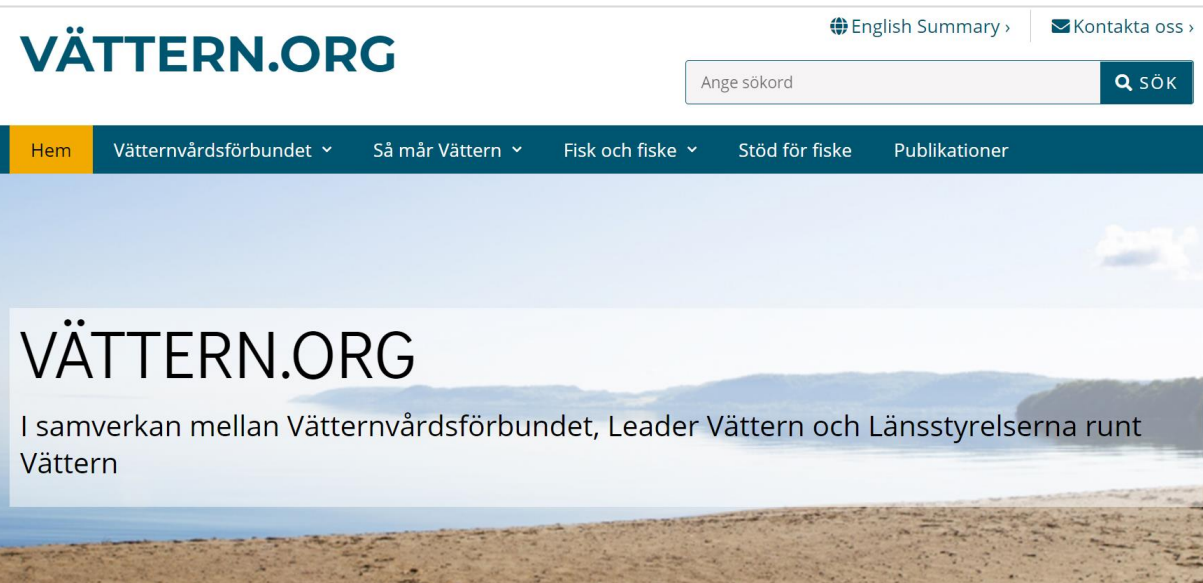 VÄTTERN.ORG
English Summary ›
Kontakta oss ›
Ange sökord
SÖK
Hem
Vätternvårdsförbundet
Så mår Vättern
Fisk och fiske
Stöd för fiske
Publikationer
VÄTTERN.ORG
I samverkan mellan Vätternvårdsförbundet, Leader Vättern och Länsstyrelserna runt
Vättern